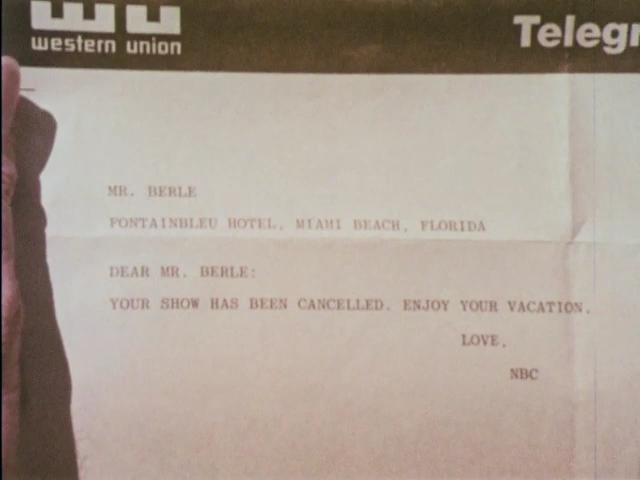 western union
Telegr
MR. BERLE
FONTAINBLEU HOTEL, MIAMI BEACH, FLORIDA
DEAR MR. BERLE:
YOUR SHOW HAS BEEN CANCELLED. ENJOY YOUR VACATION.
LOVE,
NBC